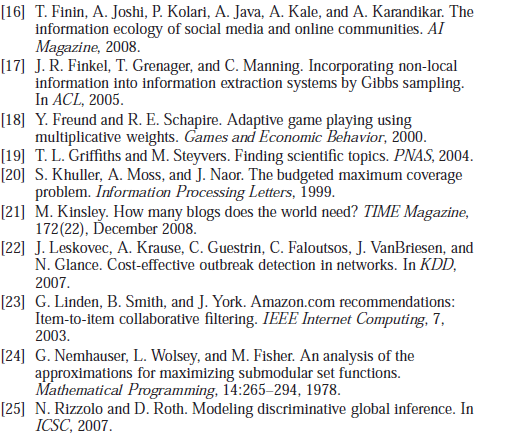 [16] T. Finin, A. Joshi, P. Kolari, A. Java, A. Kale, and A. Karandikar. The
information ecology of social media and online communities. AI
Magazine, 2008.
[17] J. R. Finkel, T. Grenager, and C. Manning. Incorporating non-local
information into information extraction systems by Gibbs sampling.
In ACL, 2005.
[18] Y. Freund and R. E. Schapire. Adaptive game playing using
multiplicative weights. Games and Economic Behavior, 2000.
[19] T. L. Griffiths and M. Steyvers. Finding scientific topics. PNAS, 2004.
[20] S. Khuller, A. Moss, and J. Naor. The budgeted maximum coverage
problem. Information Processing Letters, 1999.
[21] M. Kinsley. How many blogs does the world need? TIME Magazine,
172(22), December 2008.
[22] J. Leskovec, A. Krause, C. Guestrin, C. Faloutsos, J. VanBriesen, and
N. Glance. Cost-effective outbreak detection in networks. In KDD,
2007.
[23] G. Linden, B. Smith, and J. York. Amazon.com recommendations:
Item-to-item collaborative filtering. IEEE Internet Computing, 7,
2003.
[24] G. Nemhauser, L. Wolsey, and M. Fisher. An analysis of the
approximations for maximizing submodular set functions.
Mathematical Programming, 14:265–294, 1978.
[25] N. Rizzolo and D. Roth. Modeling discriminative global inference. In
ICSC, 2007.